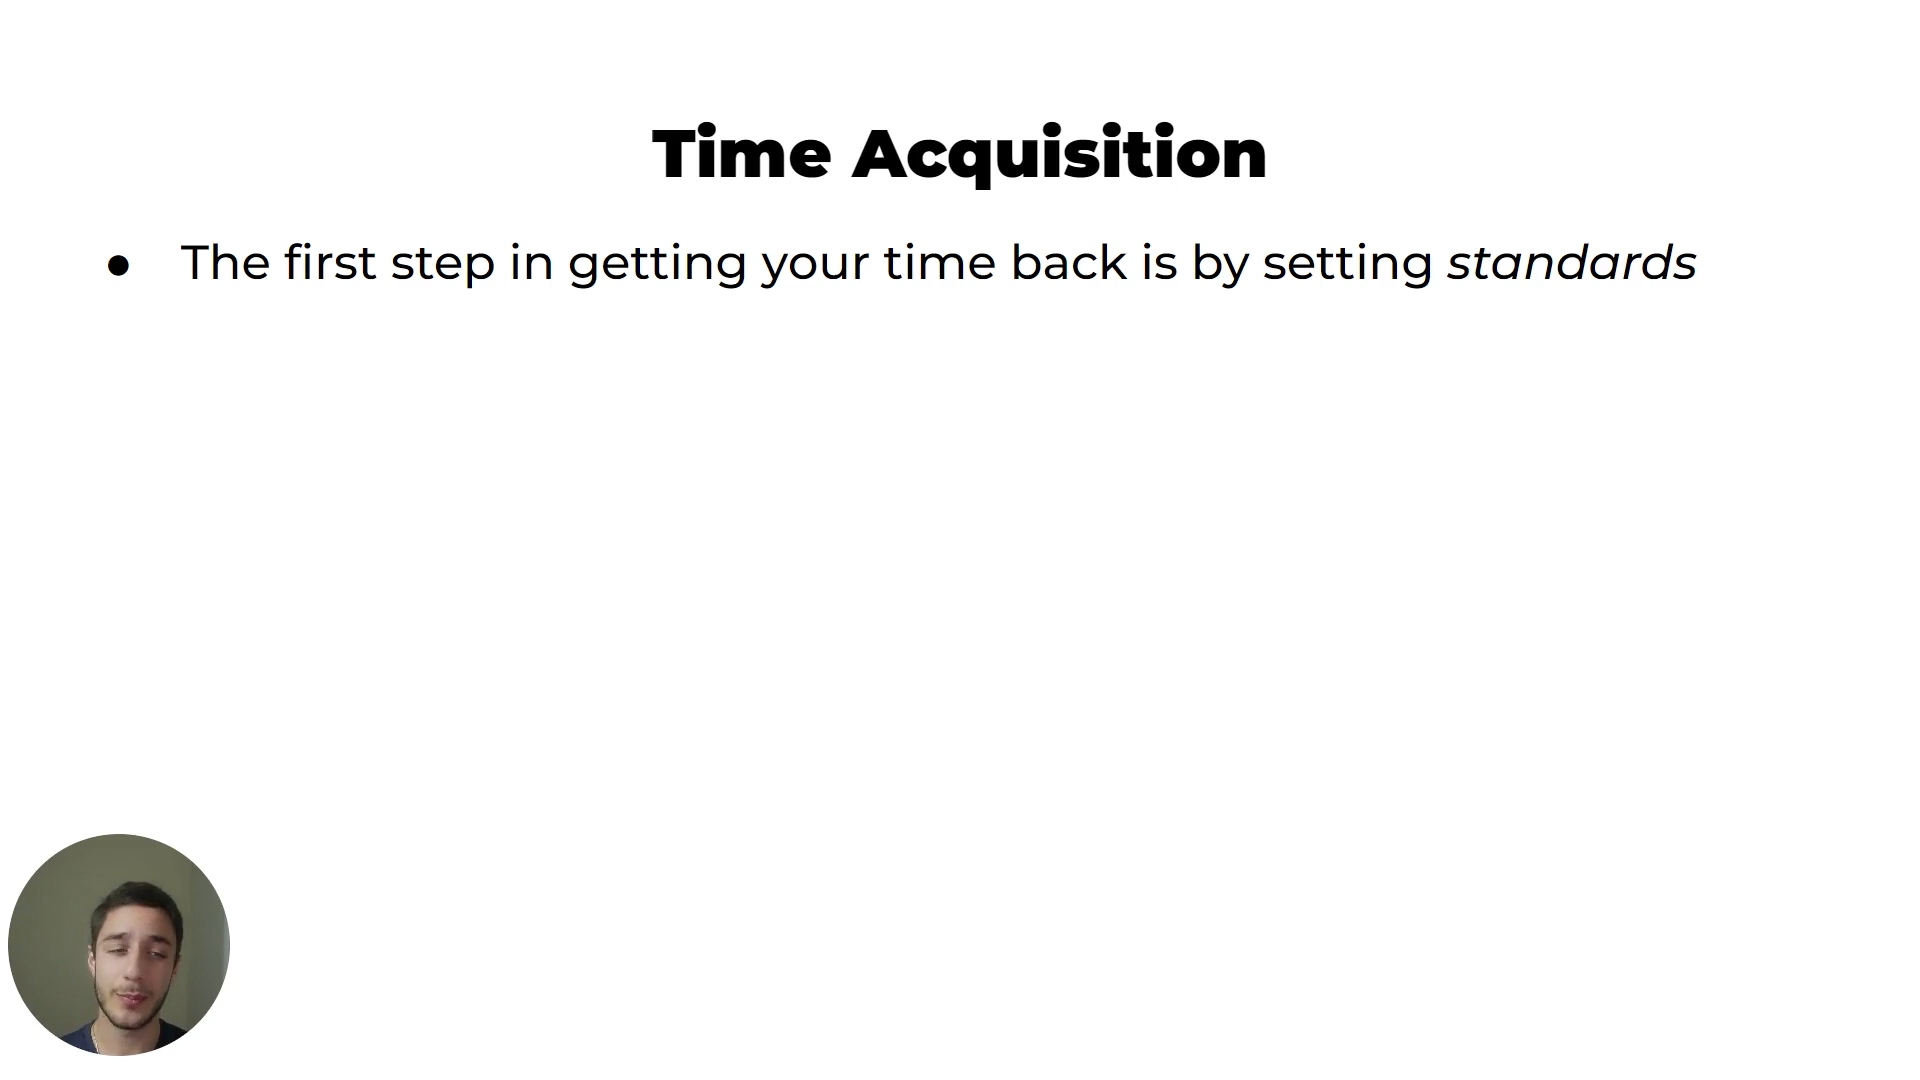 Time Acquisition
● The first step in getting your time back is by setting standards